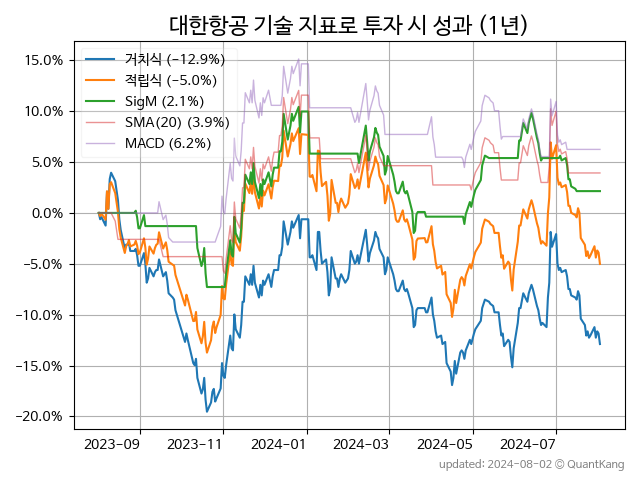 대한항공 기술 지표로 투자 시 성과 (1년)
거치식 (−12.9%)
적립식 (−5.0%)
SigM (2.1%)
SMA(20) (3.9%)
MACD (6.2%)
15.0%
10.0%
5.0%
0.0%
−5.0%
−10.0%
−15.0%
−20.0%
2023-09 2023-11 2024-01 2024-03 2024-05 2024-07
updated: 2024-08-02 © QuantKang